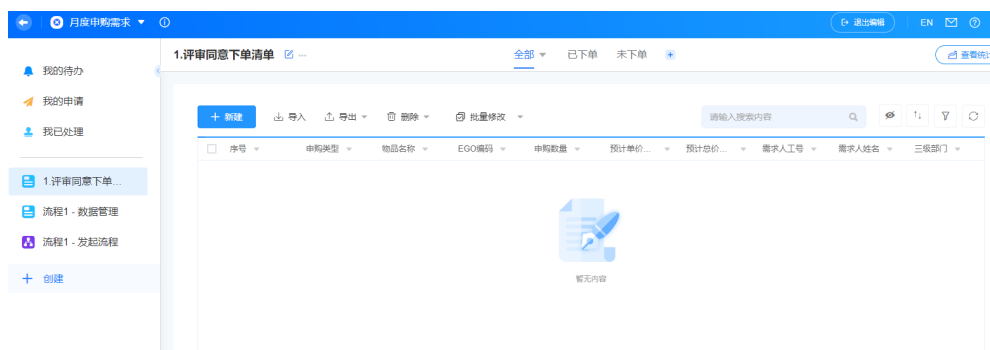 月度申购需求
退出编辑
EN
我的待办
我的申请
我已处理
1.评审同意下单...
流程1 - 数据管理
流程1 - 发起流程
创建
1.评审同意下单清单
全部 已下单 未下单
查看统
新建 导入 导出 删除 批量修改
请输入搜索内容
序号 申购类型 物品名称 EGO编码 申购数量 预计单价... 预计总价... 需求人工号 需求人姓名 三级部门
暂无内容